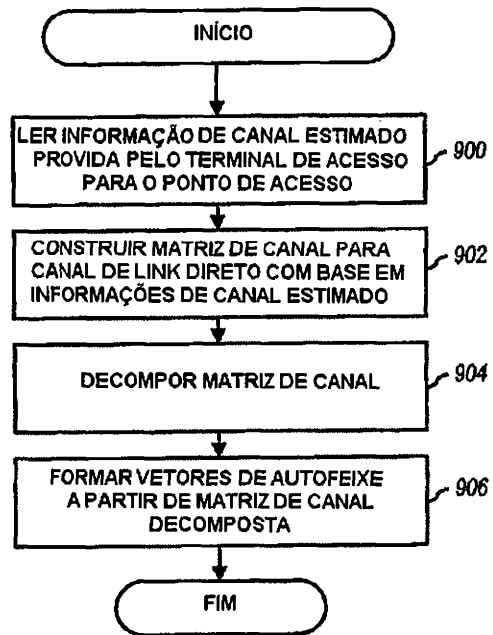 INÍCIO
LER INFORMAÇÃO DE CANAL ESTIMADO
PROVIDA PELO TERMINAL DE ACESSO
PARA O PONTO DE ACESSO
900
CONSTRUIR MATRIZ DE CANAL PARA
CANAL DE LINK DIRETO COM BASE EM
INFORMAÇÕES DE CANAL ESTIMADO
902
DECOMPOR MATRIZ DE CANAL
904
FORMAR VETORES DE AUTOFEIXE
A PARTIR DE MATRIZ DE CANAL
DECOMPOSTA
906
FIM